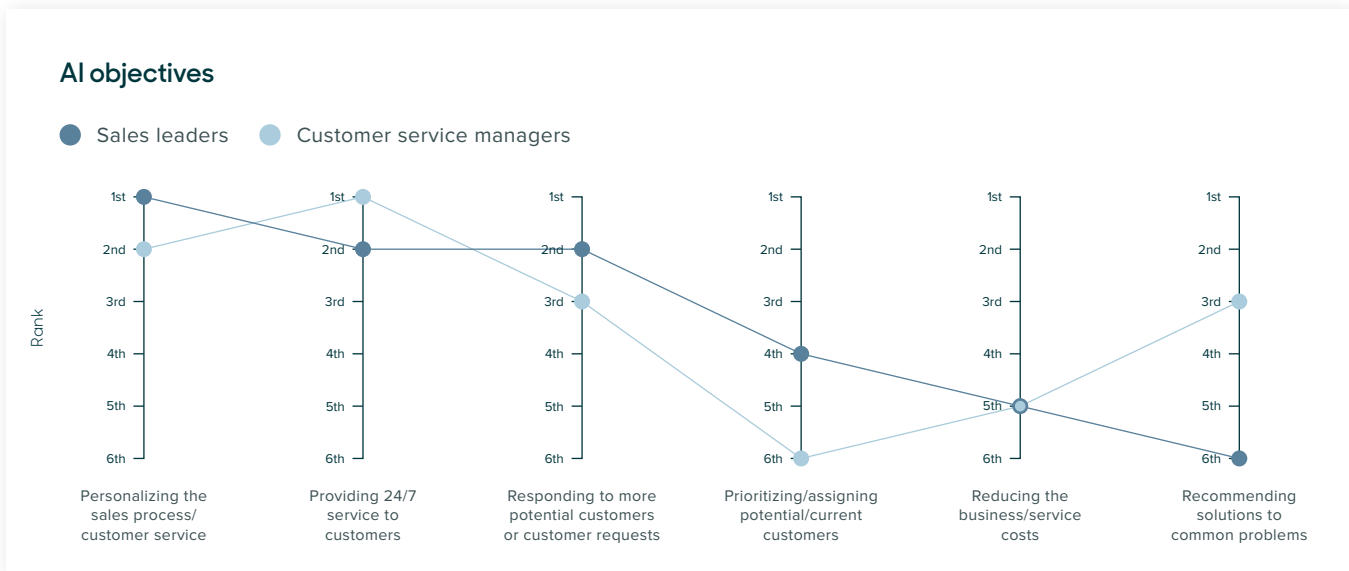 AI objectives
Sales leaders Customer service managers
Rank
1st 1st 1st 1st 1st 1st
2nd 2nd 2nd 2nd 2nd 2nd
3rd 3rd 3rd 3rd 3rd 3rd
4th 4th 4th 4th 4th 4th
5th 5th 5th 5th 5th 5th
6th 6th 6th 6th 6th 6th
Personalizing the
sales process/
customer service
Providing 24/7
service to
customers
Responding to more
potential customers
or customer requests
Prioritizing/assigning
potential/current
customers
Reducing the
business/service
costs
Recommending
solutions to
common problems